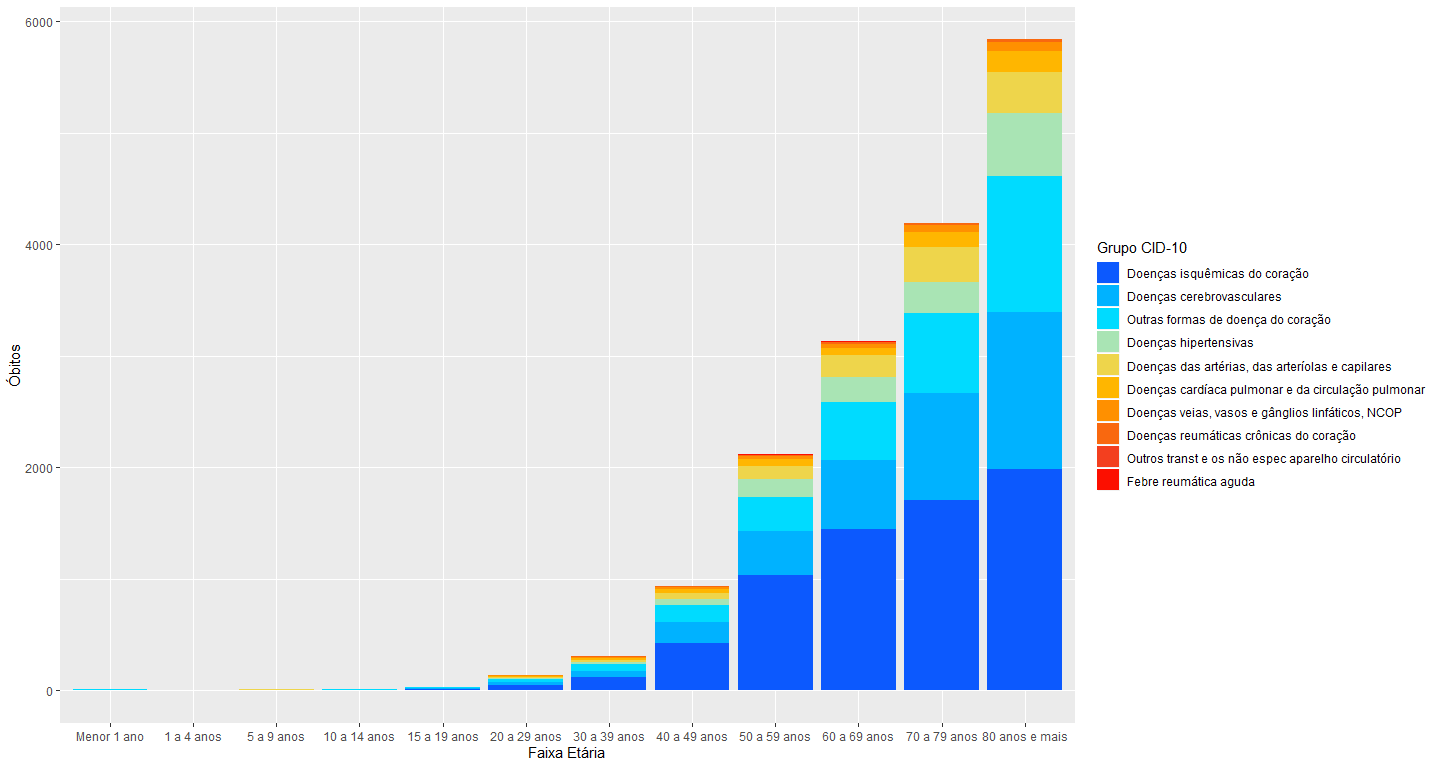 6000
4000
2000
0
Óbitos
Menor 1 ano
1 a 4 anos
5 a 9 anos
10 a 14 anos
15 a 19 anos
20 a 29 anos
30 a 39 anos
40 a 49 anos
50 a 59 anos
60 a 69 anos
70 a 79 anos
80 anos e mais
Faixa Etária
Grupo CID-10
Doenças isquêmicas do coração
Doenças cerebrovasculares
Outras formas de doença do coração
Doenças hipertensivas
Doenças das artérias, das arteríolas e capilares
Doenças cardíaca pulmonar e da circulação pulmonar
Doenças veias, vasos e gânglios linfáticos, NCOP
Doenças reumáticas crônicas do coração
Outros transt e os não espec aparelho circulatório
Febre reumática aguda